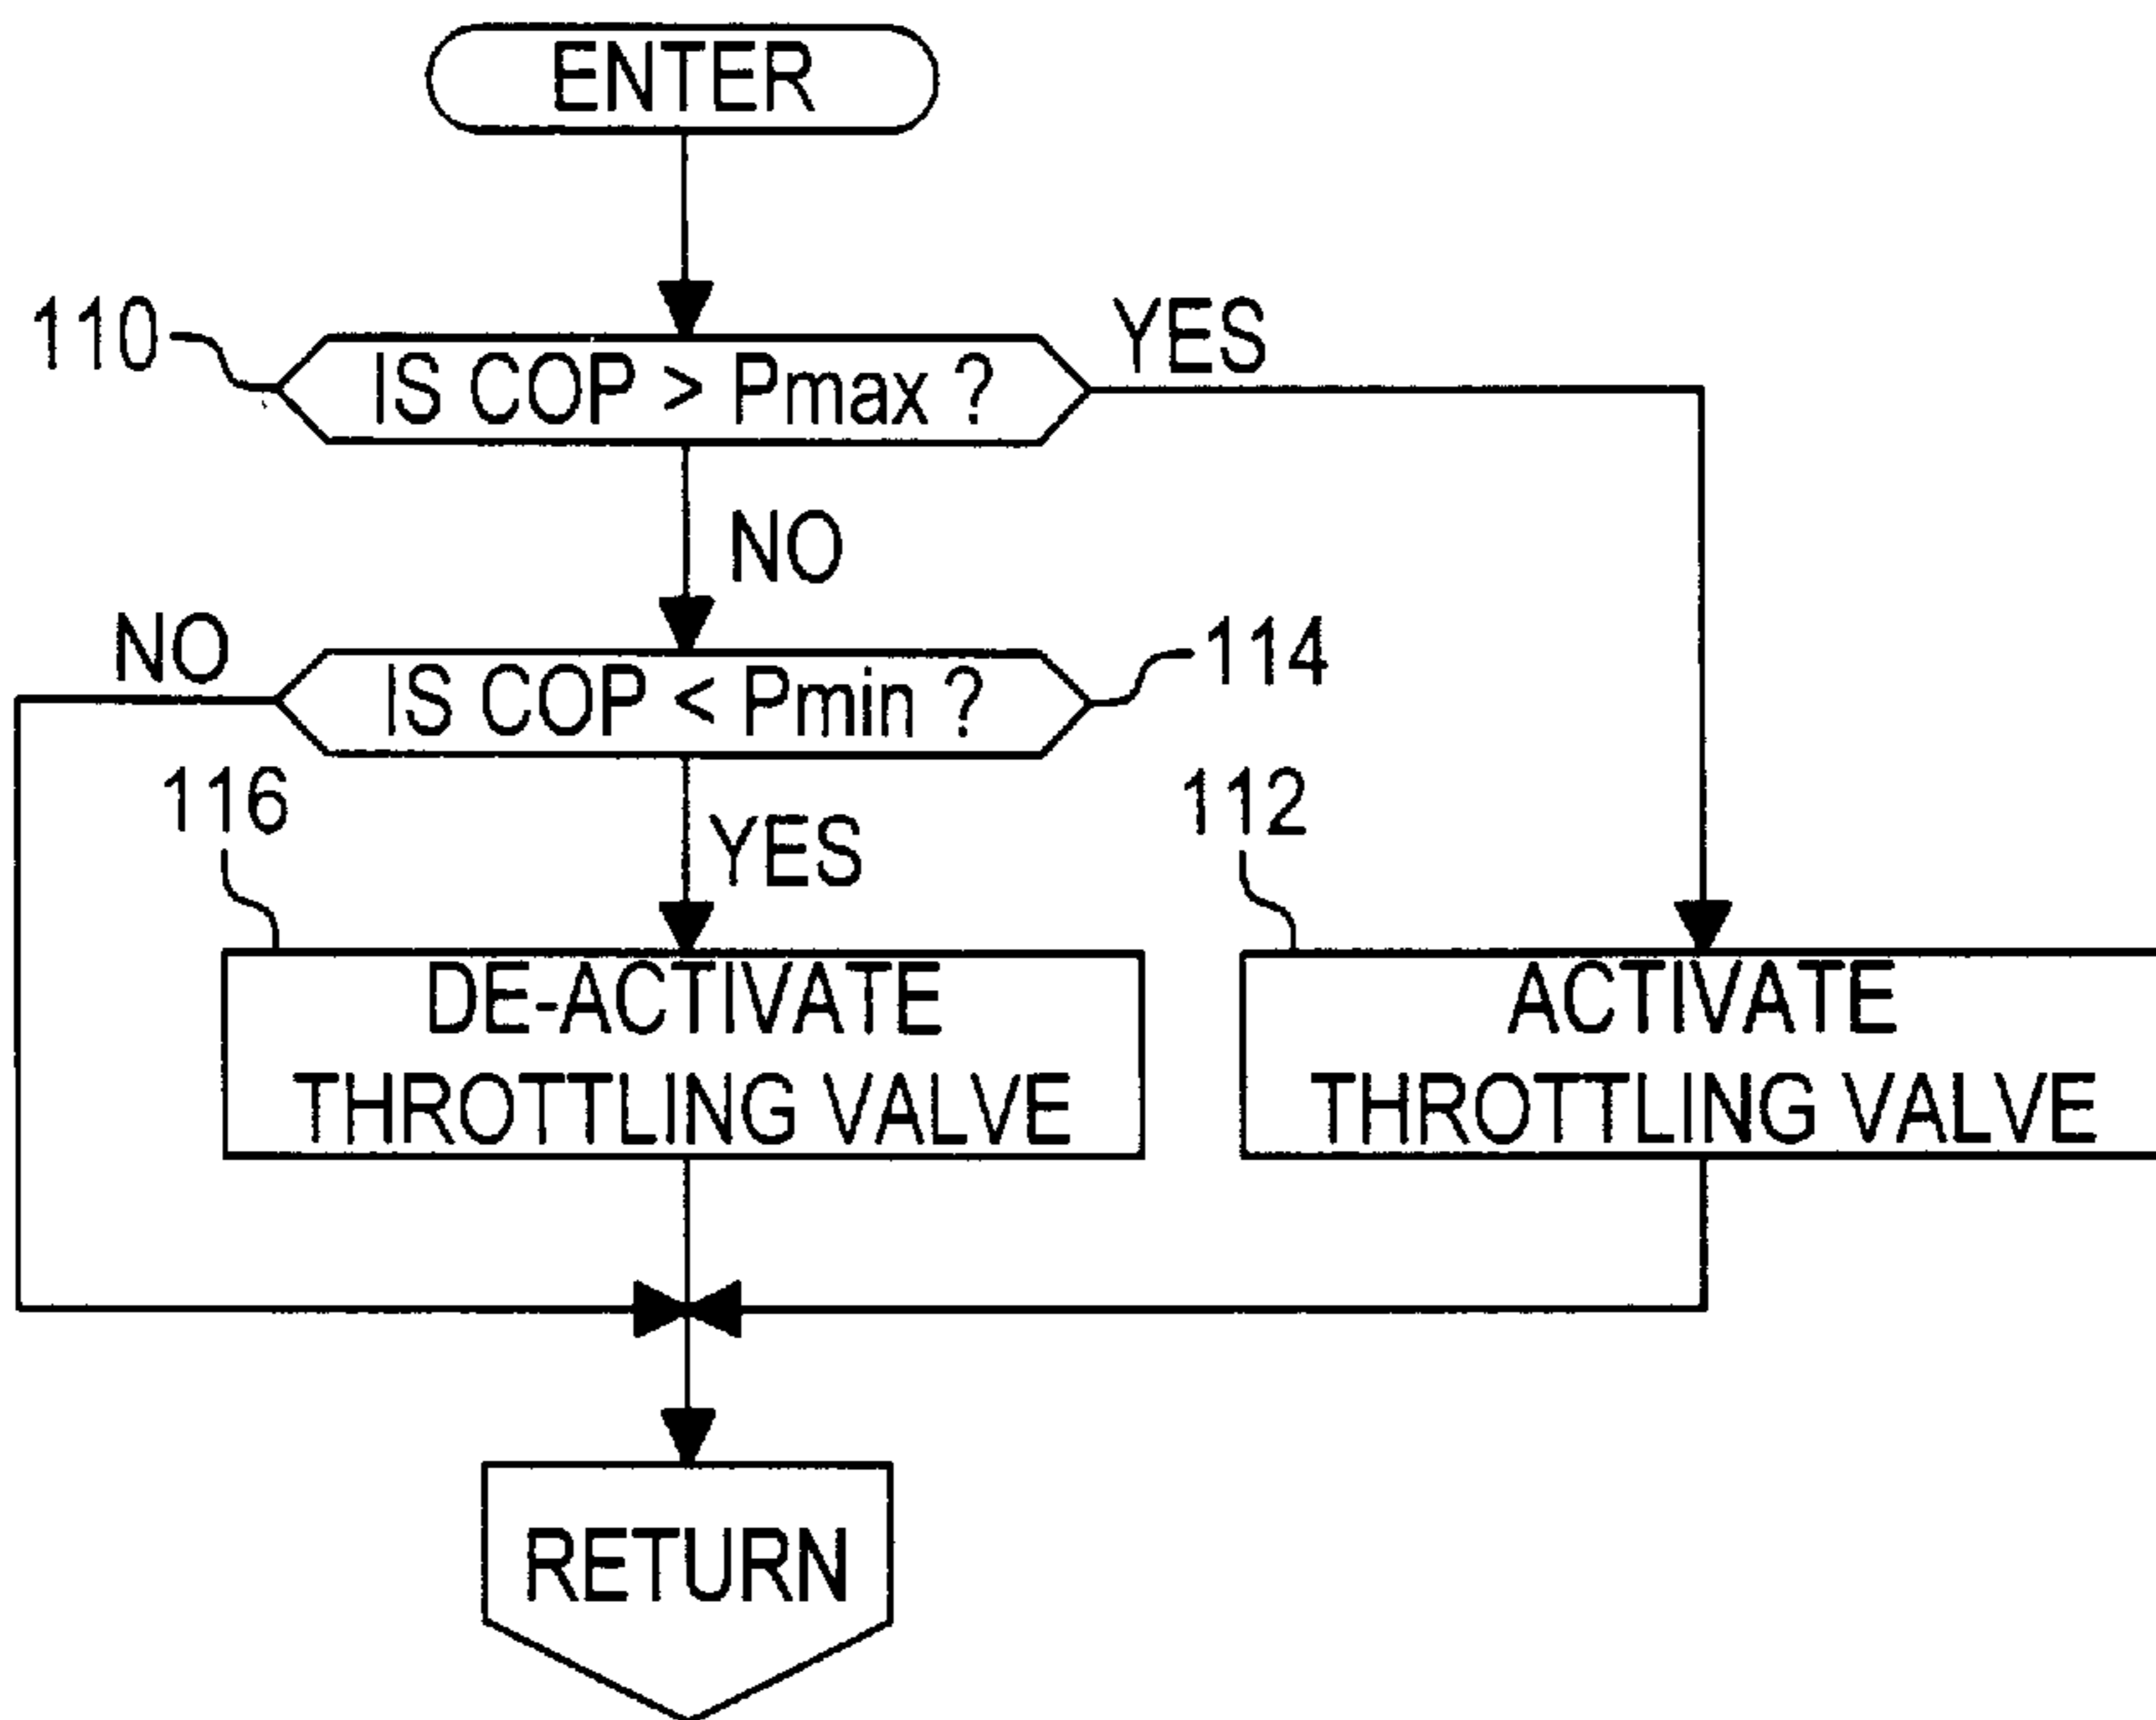 ENTER
110
IS COP > Pmax ?
YES
NO
NO
IS COP < Pmin ?
114
116
YES
112
DE-ACTIVATE
THROTTLING VALVE
ACTIVATE
THROTTLING VALVE
RETURN